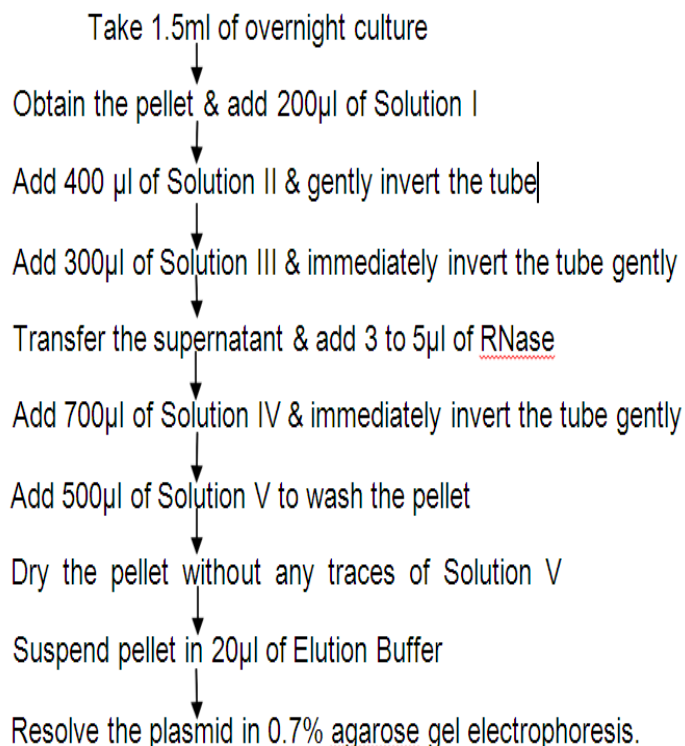 Take 1.5ml of overnight culture
Obtain the pellet & add 200µl of Solution I
Add 400 µl of Solution II & gently invert the tube
Add 300µl of Solution III & immediately invert the tube gently
Transfer the supernatant & add 3 to 5µl of RNase
Add 700µl of Solution IV & immediately invert the tube gently
Add 500µl of Solution V to wash the pellet
Dry the pellet without any traces of Solution V
Suspend pellet in 20µl of Elution Buffer
Resolve the plasmid in 0.7% agarose gel electrophoresis.